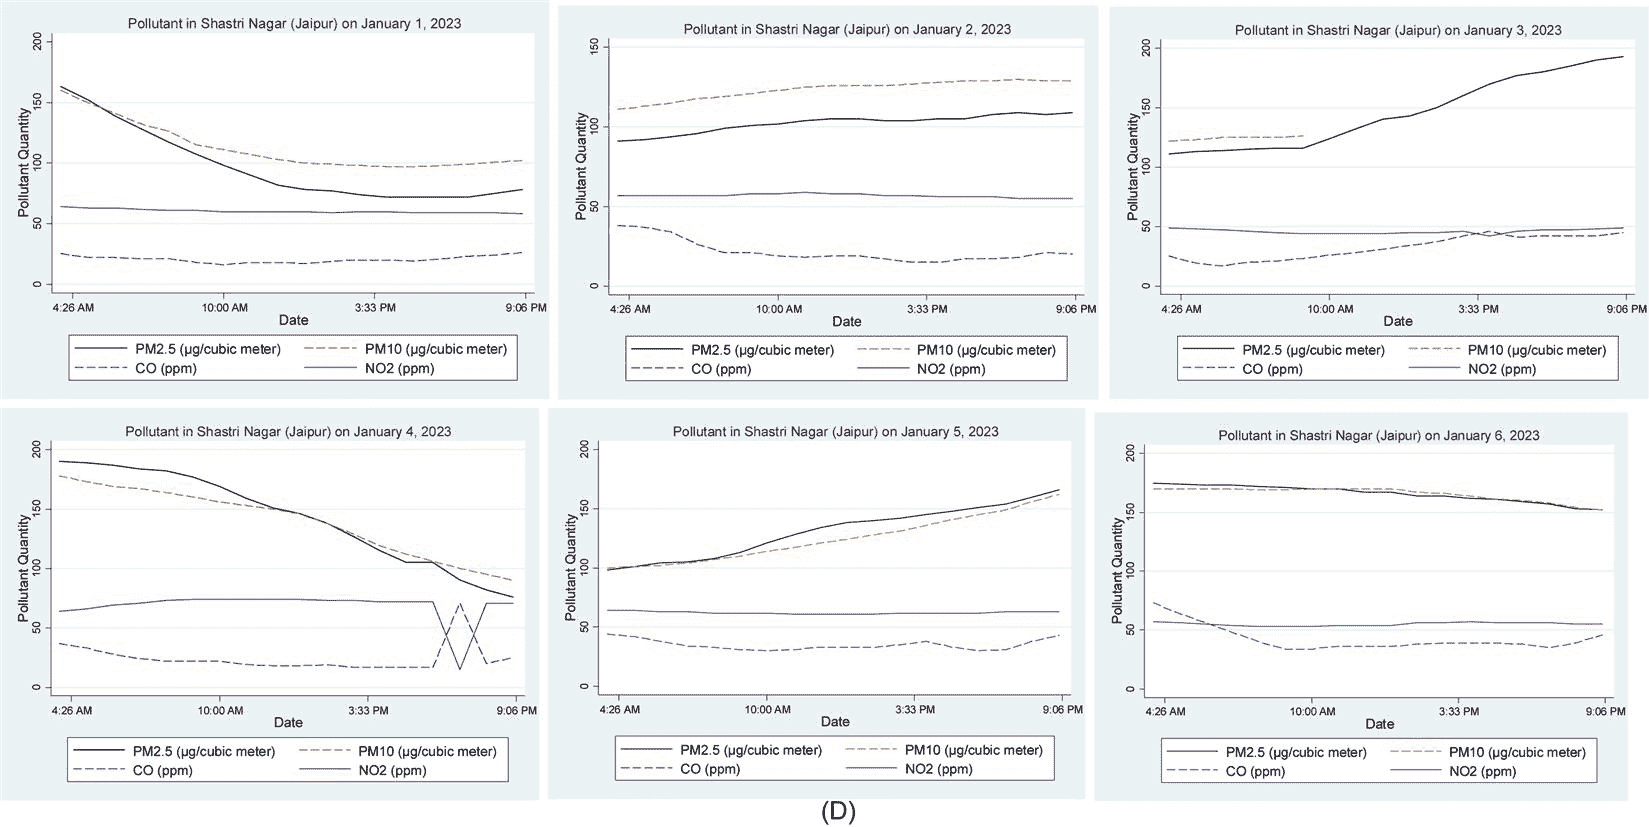 Pollutant in Shastri Nagar (Jaipur) on January 1, 2023
Pollutant Quantity
200
150
100
50
0
4:26 AM 10:00 AM 3:33 PM 9:06 PM
Date
PM2.5 (µg/cubic meter) PM10 (µg/cubic meter)
CO (ppm) NO2 (ppm)
Pollutant in Shastri Nagar (Jaipur) on January 2, 2023
Pollutant Quantity
150
100
50
0
4:26 AM 10:00 AM 3:33 PM 9:06 PM
Date
PM2.5 (µg/cubic meter) PM10 (µg/cubic meter)
CO (ppm) NO2 (ppm)
Pollutant in Shastri Nagar (Jaipur) on January 3, 2023
Pollutant Quantity
200
150
100
50
0
4:26 AM 10:00 AM 3:33 PM 9:06 PM
Date
PM2.5 (µg/cubic meter) PM10 (µg/cubic meter)
CO (ppm) NO2 (ppm)
Pollutant in Shastri Nagar (Jaipur) on January 4, 2023
Pollutant Quantity
200
150
100
50
0
4:26 AM 10:00 AM 3:33 PM 9:06 PM
Date
PM2.5 (µg/cubic meter) PM10 (µg/cubic meter)
CO (ppm) NO2 (ppm)
Pollutant in Shastri Nagar (Jaipur) on January 5, 2023
Pollutant Quantity
200
150
100
50
0
4:26 AM 10:00 AM 3:33 PM 9:06 PM
Date
PM2.5 (µg/cubic meter) PM10 (µg/cubic meter)
CO (ppm) NO2 (ppm)
Pollutant in Shastri Nagar (Jaipur) on January 6, 2023
Pollutant Quantity
200
150
100
50
0
4:26 AM 10:00 AM 3:33 PM 9:06 PM
Date
PM2.5 (µg/cubic meter) PM10 (µg/cubic meter)
CO (ppm) NO2 (ppm)
(D)